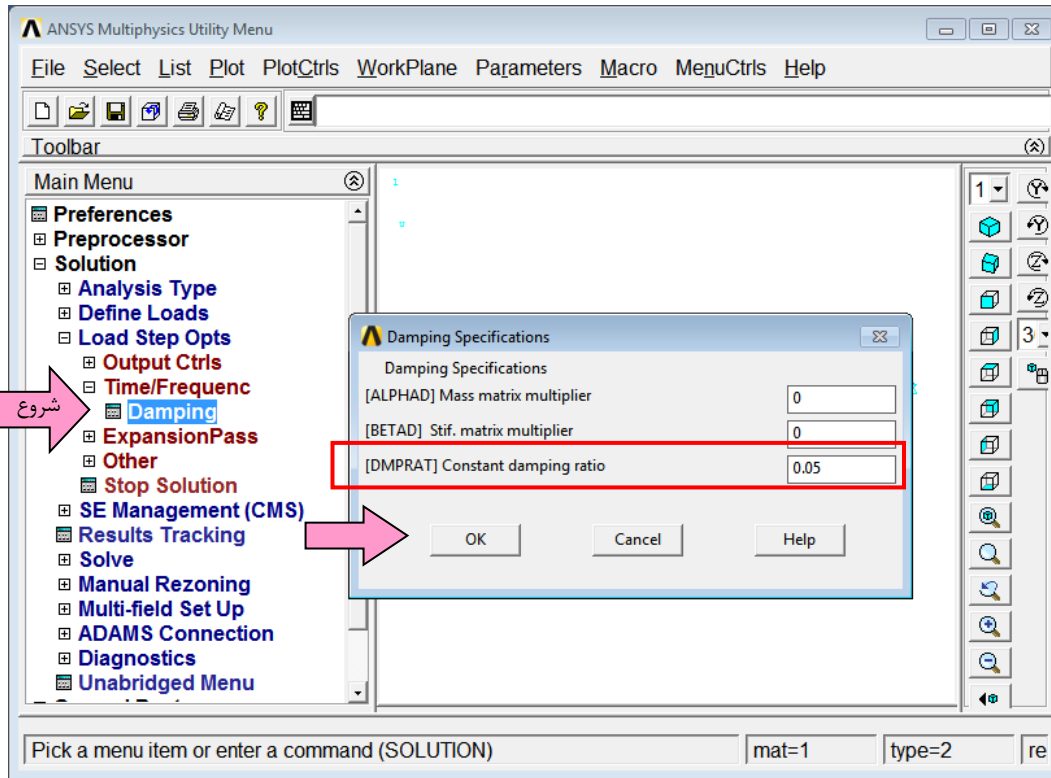 ANSYS Multiphysics Utility Menu
File Select List Plot PlotCtrls WorkPlane Parameters Macro MenuCtrls Help
Toolbar
Main Menu
Preferences
Preprocessor
Solution
Analysis Type
Define Loads
Load Step Opts
Output Ctrls
Time/Frequenc
شروع
Damping
ExpansionPass
Other
Stop Solution
SE Management (CMS)
Results Tracking
Solve
Manual Rezoning
Multi-field Set Up
ADAMS Connection
Diagnostics
Unabridged Menu
1
Damping Specifications
Damping Specifications
[ALPHAD] Mass matrix multiplier 0
[BETAD] Stif. matrix multiplier 0
[DMPRAT] Constant damping ratio 0.05
OK Cancel Help
1
3
Pick a menu item or enter a command (SOLUTION) mat=1 type=2 re